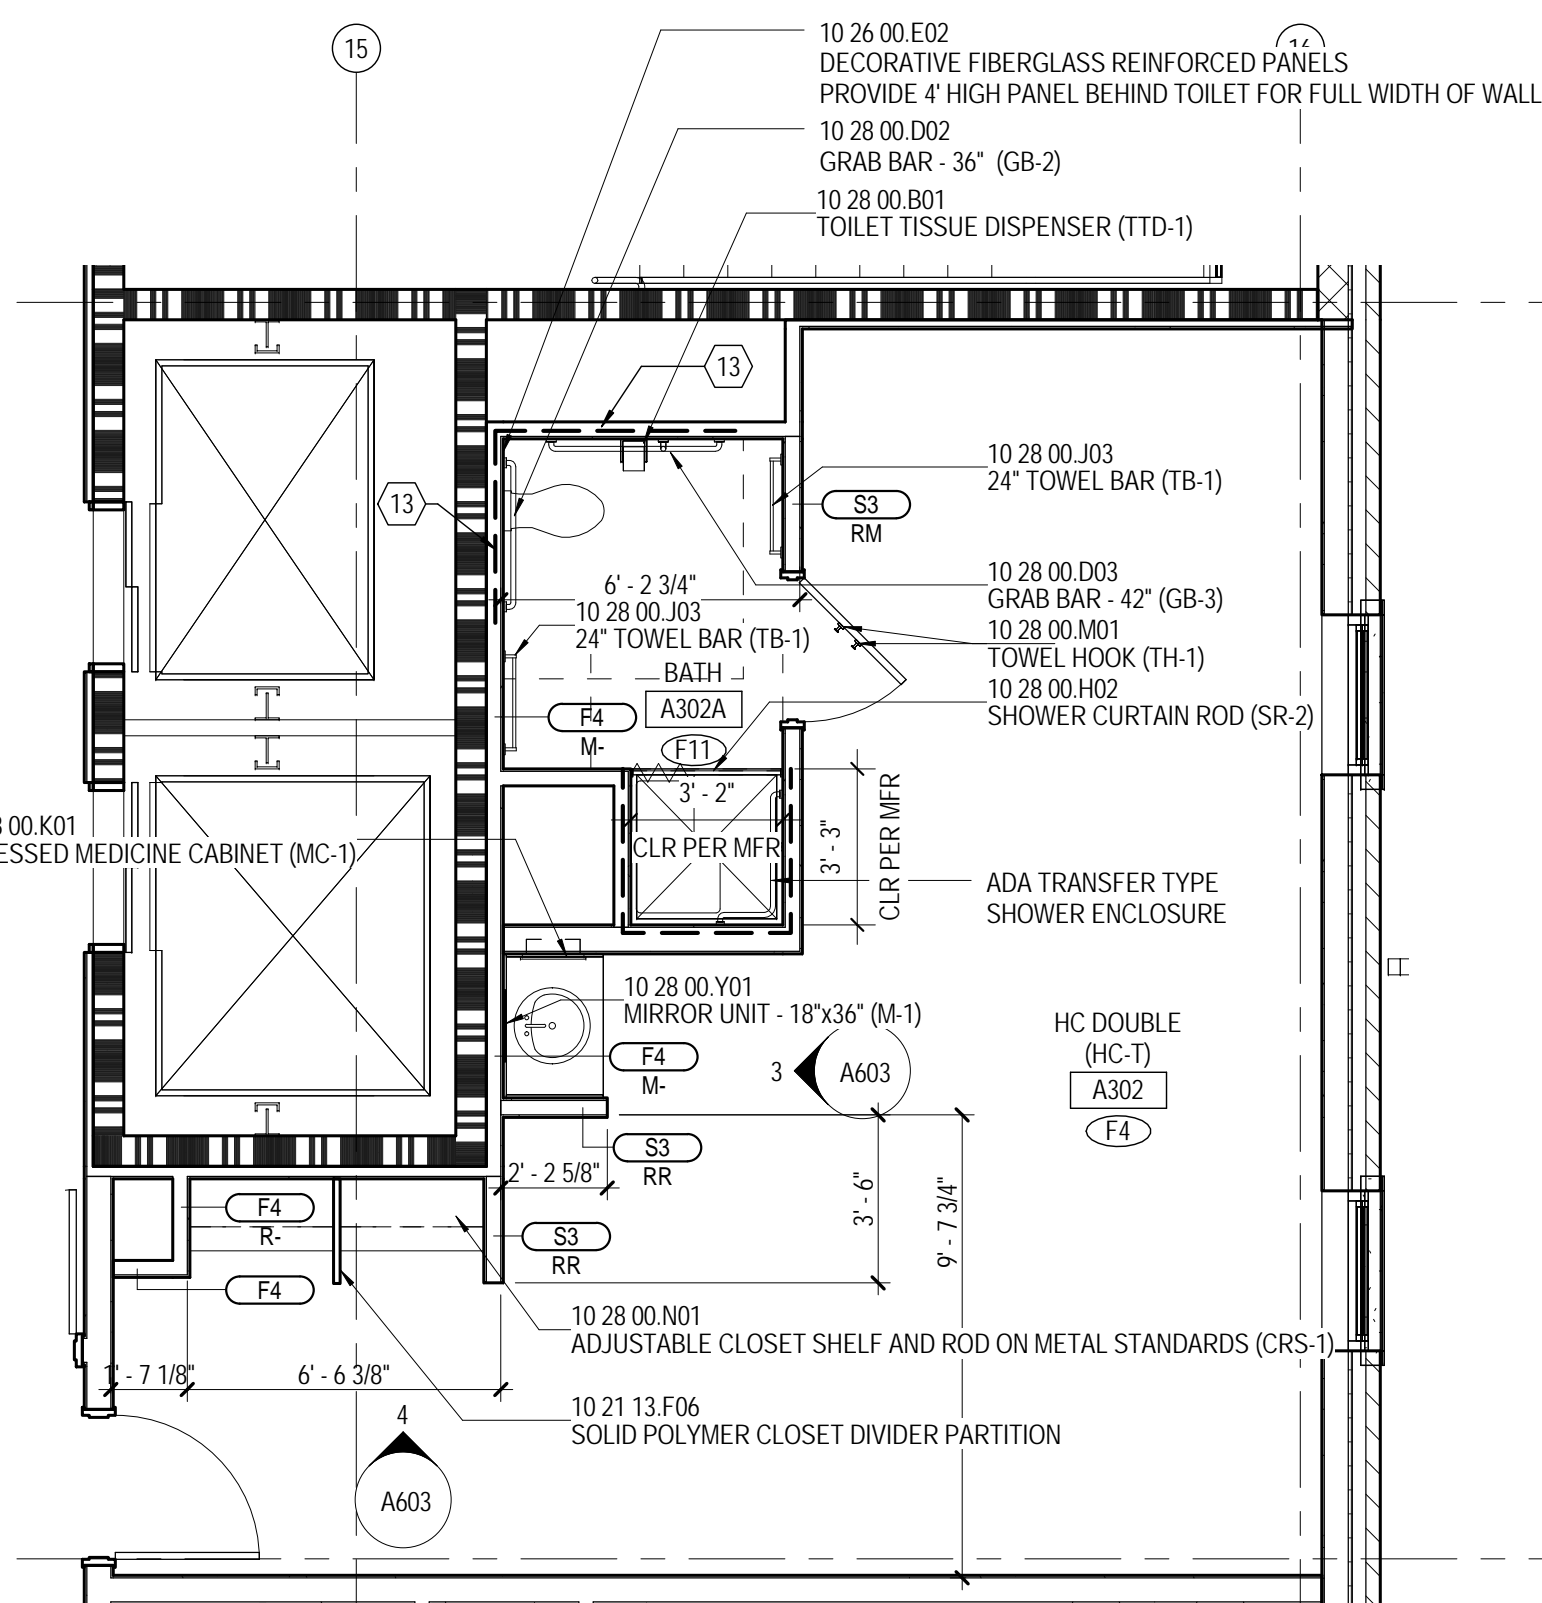 15
10 26 00.E02
DECORATIVE FIBERGLASS REINFORCED PANELS
PROVIDE 4' HIGH PANEL BEHIND TOILET FOR FULL WIDTH OF WALL
10 28 00.D02
GRAB BAR - 36" (GB-2)
10 28 00.B01
TOILET TISSUE DISPENSER (TTD-1)
13
13
10 28 00.J03
24" TOWEL BAR (TB-1)
S3
RM
10 28 00.D03
GRAB BAR - 42" (GB-3)
6' - 2 3/4"
10 28 00.J03
24" TOWEL BAR (TB-1)
10 28 00.M01
TOWEL HOOK (TH-1)
BATH
A302A
F11
F4
M-
10 28 00.H02
SHOWER CURTAIN ROD (SR-2)
3' - 2"
CLR PER MFR
3' - 3"
CLR PER MFR
00.K01
ESSED MEDICINE CABINET (MC-1)
ADA TRANSFER TYPE
SHOWER ENCLOSURE
10 28 00.Y01
MIRROR UNIT - 18"x36" (M-1)
F4
M-
3
A603
HC DOUBLE
(HC-T)
A302
F4
S3
RR
2' - 2 5/8"
3' - 6"
9' - 7 3/4"
F4
R-
S3
RR
F4
10 28 00.N01
ADJUSTABLE CLOSET SHELF AND ROD ON METAL STANDARDS (CRS-1)
1' - 7 1/8"
6' - 6 3/8"
10 21 13.F06
SOLID POLYMER CLOSET DIVIDER PARTITION
4
A603